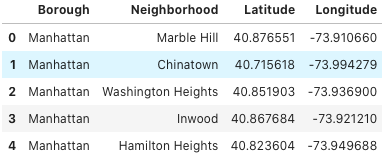 Borough Neighborhood Latitude Longitude
0 Manhattan Marble Hill 40.876551 -73.910660
1 Manhattan Chinatown 40.715618 -73.994279
2 Manhattan Washington Heights 40.851903 -73.936900
3 Manhattan Inwood 40.867684 -73.921210
4 Manhattan Hamilton Heights 40.823604 -73.949688